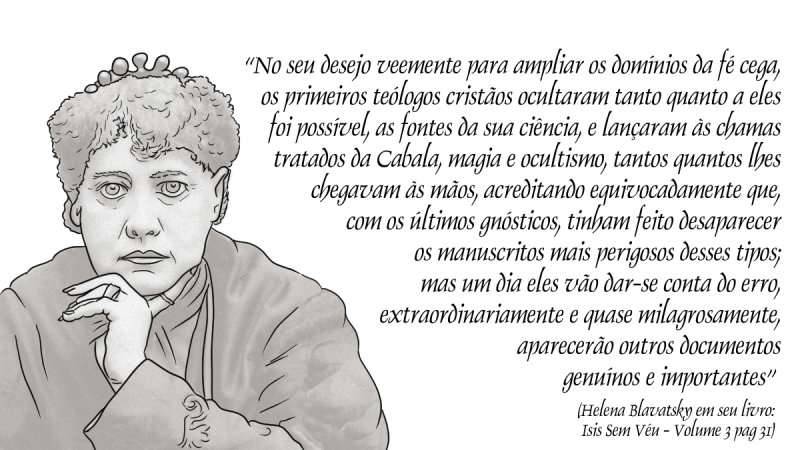 “No seu desejo veemente para ampliar os domínios da fé cega,
os primeiros teólogos cristãos ocultaram tanto quanto a eles
foi possível, as fontes da sua ciência, e lançaram às chamas
tratados da Cabala, magia e ocultismo, tantos quantos lhes
chegavam às mãos, acreditando equivocadamente que,
com os últimos gnósticos, tinham feito desaparecer
os manuscritos mais perigosos desses tipos;
mas um dia eles vão dar-se conta do erro,
extraordinariamente e quase milagrosamente,
aparecerão outros documentos
genuínos e importantes”
(Helena Blavatsky em seu livro:
Isis Sem Véu - Volume 3 pag 31)